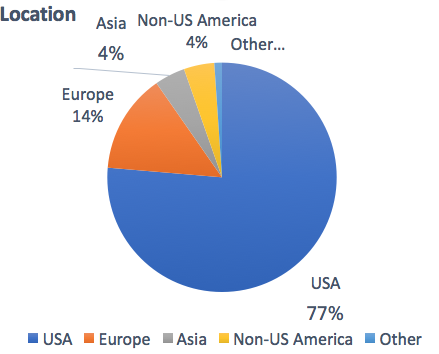 Location
Asia
4%
Non-US America
4%
Other...
Europe
14%
USA
77%
USA Europe Asia Non-US America Other